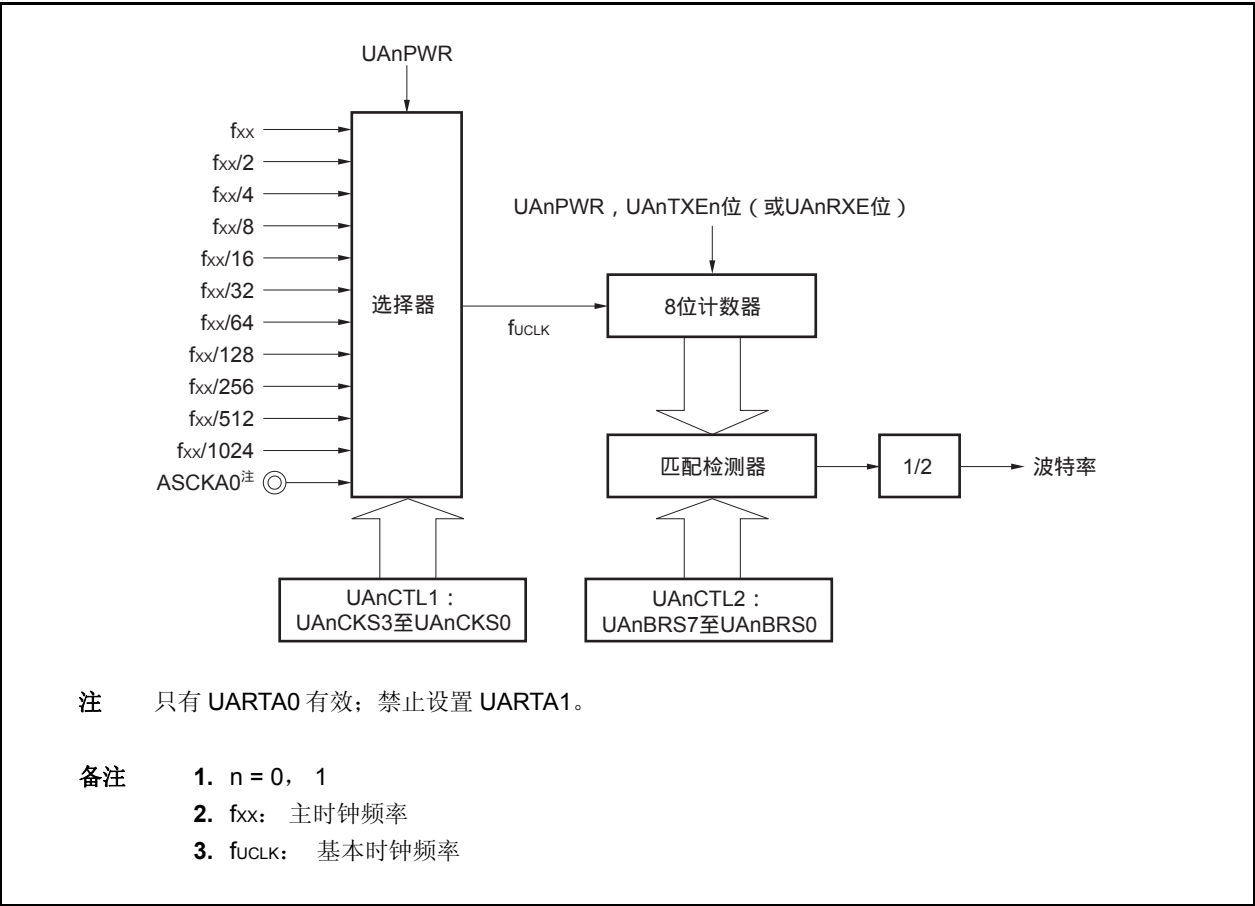 UAnPWR
fXX
fXX/2
fXX/4
fXX/8
fXX/16
fXX/32
fXX/64
fXX/128
fXX/256
fXX/512
fXX/1024
ASCKA0注
选择器
fUCLK
UAnPWR，UAnTXEn位（或UAnRXE位）
8位计数器
匹配检测器
1/2
波特率
UAnCTL1：
UAnCKS3至UAnCKS0
UAnCTL2：
UAnBRS7至UAnBRS0
注 只有 UARTA0 有效；禁止设置 UARTA1。
备注 1. n = 0， 1
2. fXX： 主时钟频率
3. fUCLK： 基本时钟频率